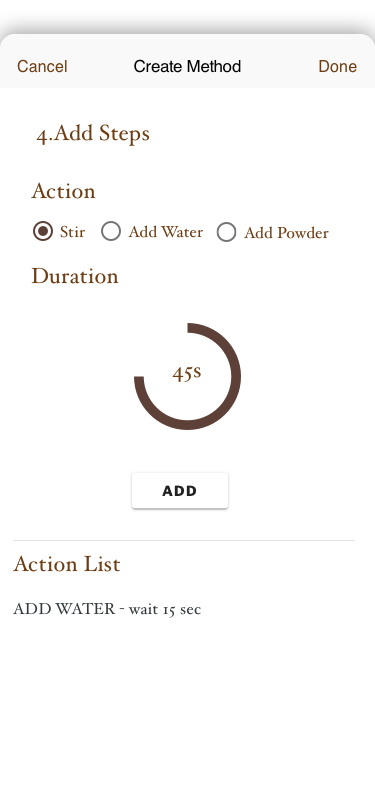 Cancel Create Method Done
4.Add Steps
Action
Stir Add Water Add Powder
Duration
45s
ADD
Action List
ADD WATER - wait 15 sec